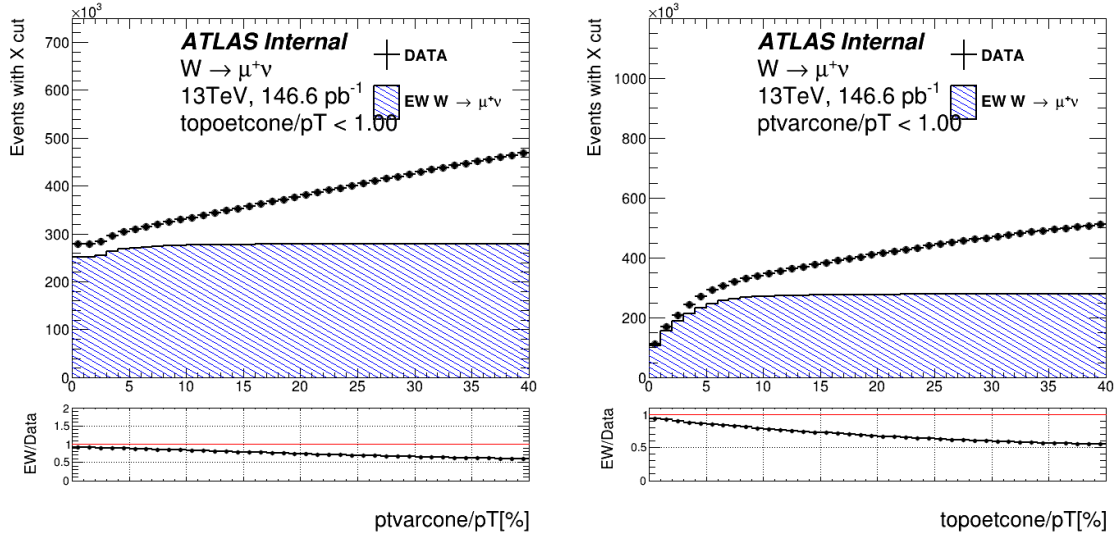 ×10³
Events with X cut
700
600
500
400
300
200
100
0
ATLAS Internal
W → μ⁺ν
13TeV, 146.6 pb⁻¹
topoetcone/pT < 1.00
DATA
EW W → μ⁺ν
0 5 10 15 20 25 30 35 40
EW/Data
2
1.5
1
0.5
0
ptvarcone/pT[%]
×10³
Events with X cut
1000
800
600
400
200
0
ATLAS Internal
W → μ⁺ν
13TeV, 146.6 pb⁻¹
ptvarcone/pT < 1.00
DATA
EW W → μ⁺ν
0 5 10 15 20 25 30 35 40
EW/Data
1
0.5
0
topoetcone/pT[%]